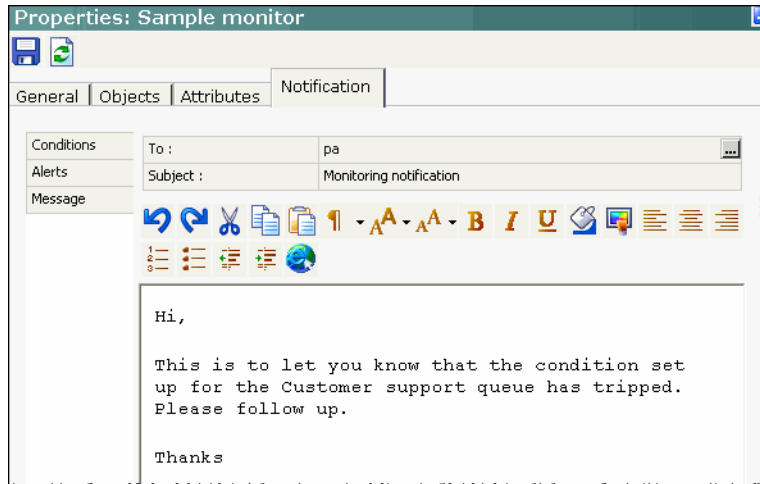 Properties: Sample monitor
General Objects Attributes Notification
Conditions
Alerts
Message
To : pa ...
Subject : Monitoring notification
Hi,
This is to let you know that the condition set
up for the Customer support queue has tripped.
Please follow up.
Thanks